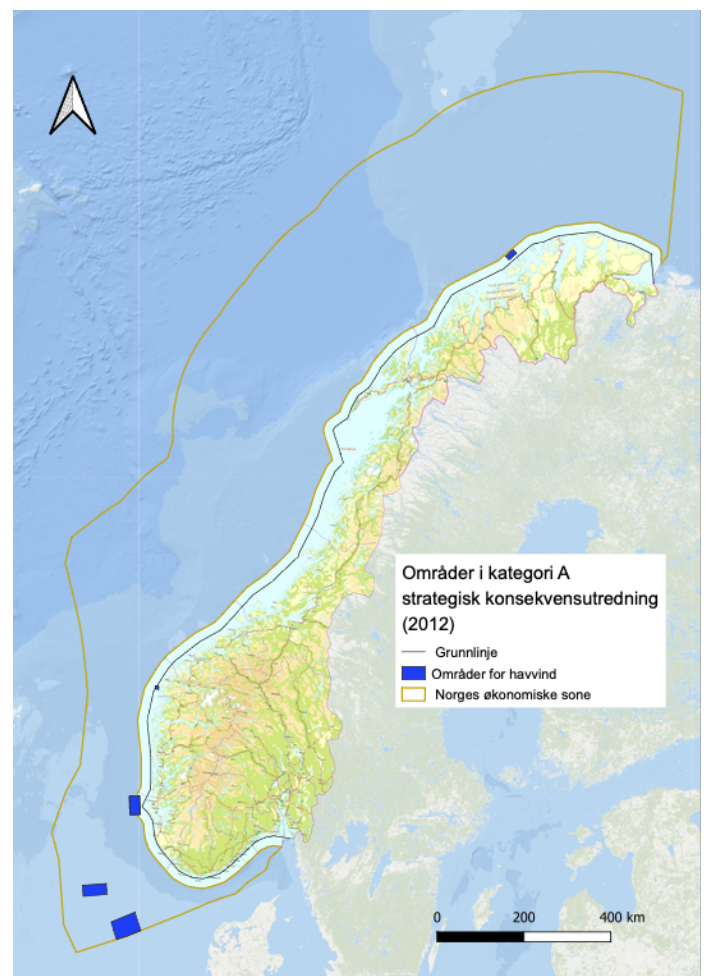 Områder i kategori A
strategisk konsekvensutredning
(2012)
Grunnlinje
Områder for havvind
Norges økonomiske sone
0 200 400 km